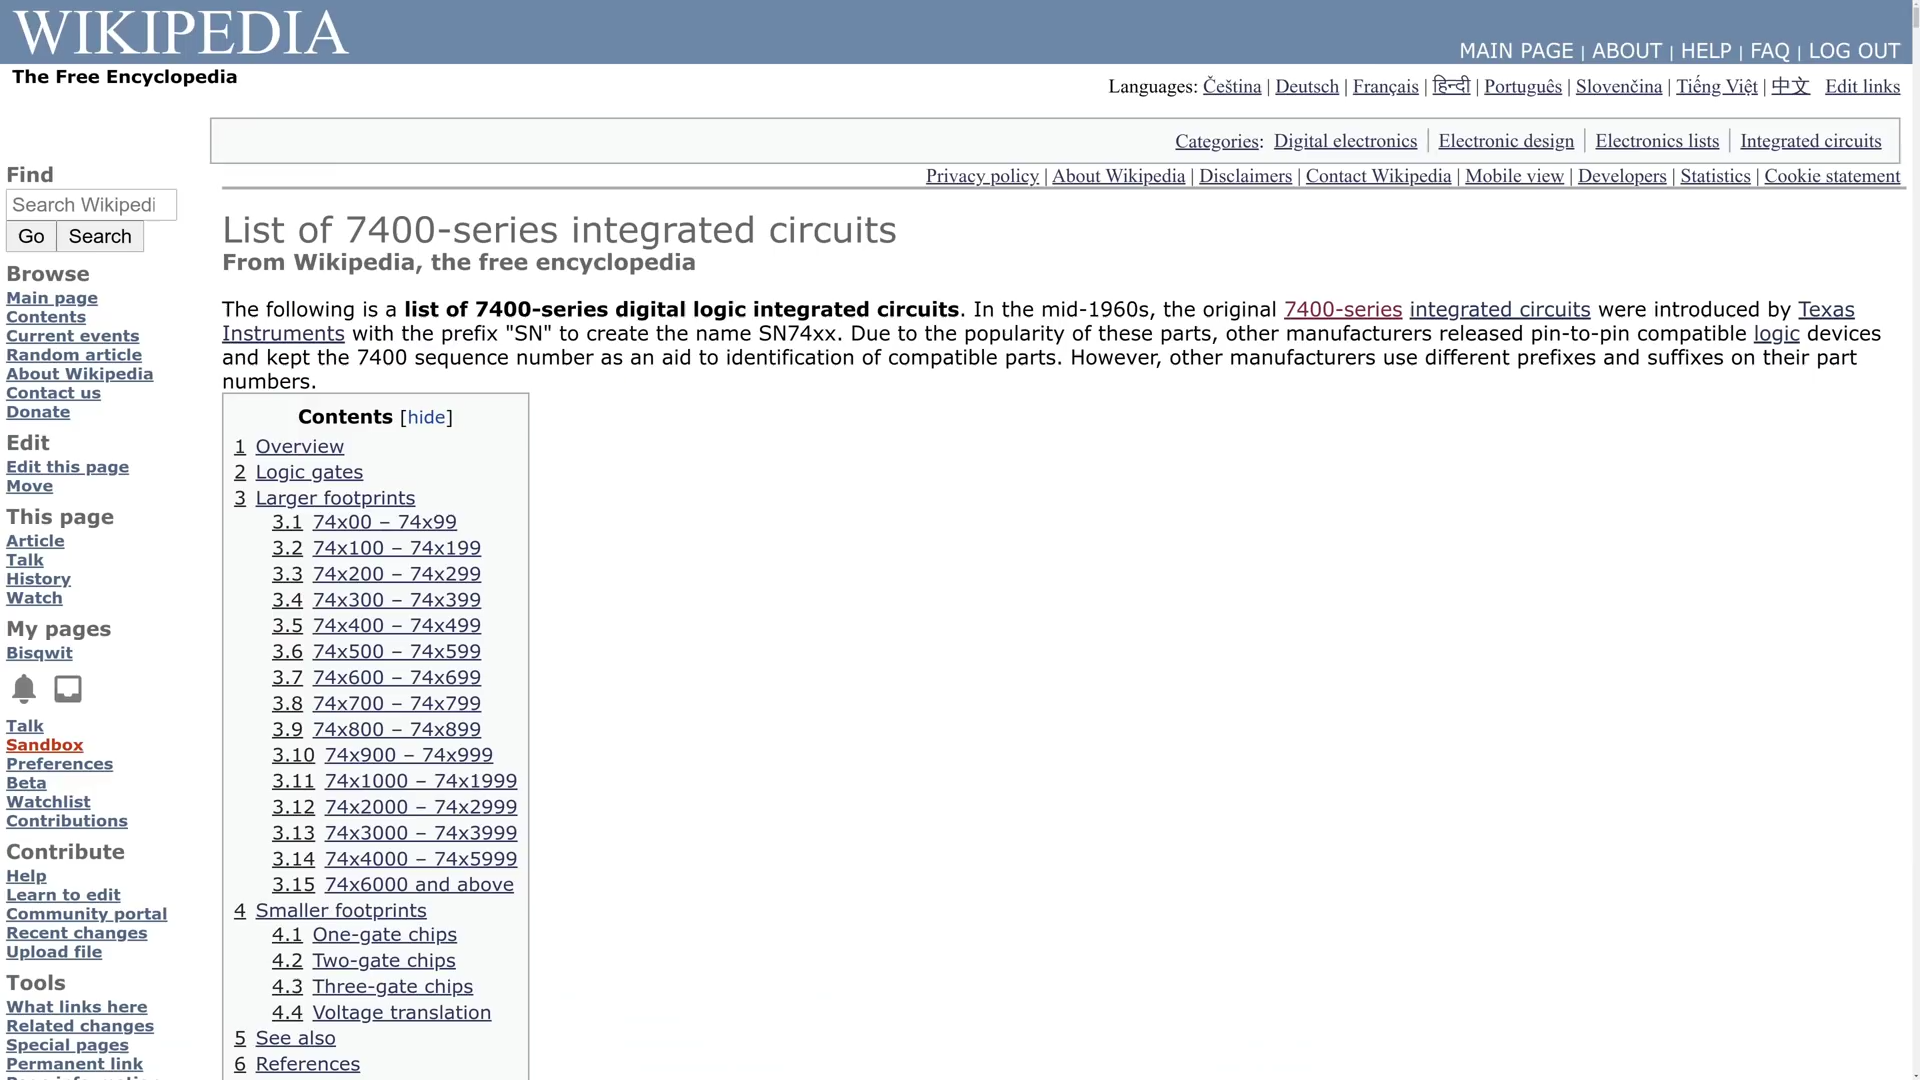 WIKIPEDIA
The Free Encyclopedia
MAIN PAGE | ABOUT | HELP | FAQ | LOG OUT
Languages: Čeština | Deutsch | Français | हिन्दी | Português | Slovenčina | Tiếng Việt | 中文 Edit links
Categories: Digital electronics | Electronic design | Electronics lists | Integrated circuits
Privacy policy | About Wikipedia | Disclaimers | Contact Wikipedia | Mobile view | Developers | Statistics | Cookie statement
Find
Search Wikipedi
Go Search
Browse
Main page
Contents
Current events
Random article
About Wikipedia
Contact us
Donate
Edit
Edit this page
Move
This page
Article
Talk
History
Watch
My pages
Bisqwit
Talk
Sandbox
Preferences
Beta
Watchlist
Contributions
Contribute
Help
Learn to edit
Community portal
Recent changes
Upload file
Tools
What links here
Related changes
Special pages
Permanent link
List of 7400-series integrated circuits
From Wikipedia, the free encyclopedia
The following is a list of 7400-series digital logic integrated circuits. In the mid-1960s, the original 7400-series integrated circuits were introduced by Texas
Instruments with the prefix "SN" to create the name SN74xx. Due to the popularity of these parts, other manufacturers released pin-to-pin compatible logic devices
and kept the 7400 sequence number as an aid to identification of compatible parts. However, other manufacturers use different prefixes and suffixes on their part
numbers.
Contents [hide]
1 Overview
2 Logic gates
3 Larger footprints
3.1 74x00 – 74x99
3.2 74x100 – 74x199
3.3 74x200 – 74x299
3.4 74x300 – 74x399
3.5 74x400 – 74x499
3.6 74x500 – 74x599
3.7 74x600 – 74x699
3.8 74x700 – 74x799
3.9 74x800 – 74x899
3.10 74x900 – 74x999
3.11 74x1000 – 74x1999
3.12 74x2000 – 74x2999
3.13 74x3000 – 74x3999
3.14 74x4000 – 74x5999
3.15 74x6000 and above
4 Smaller footprints
4.1 One-gate chips
4.2 Two-gate chips
4.3 Three-gate chips
4.4 Voltage translation
5 See also
6 References